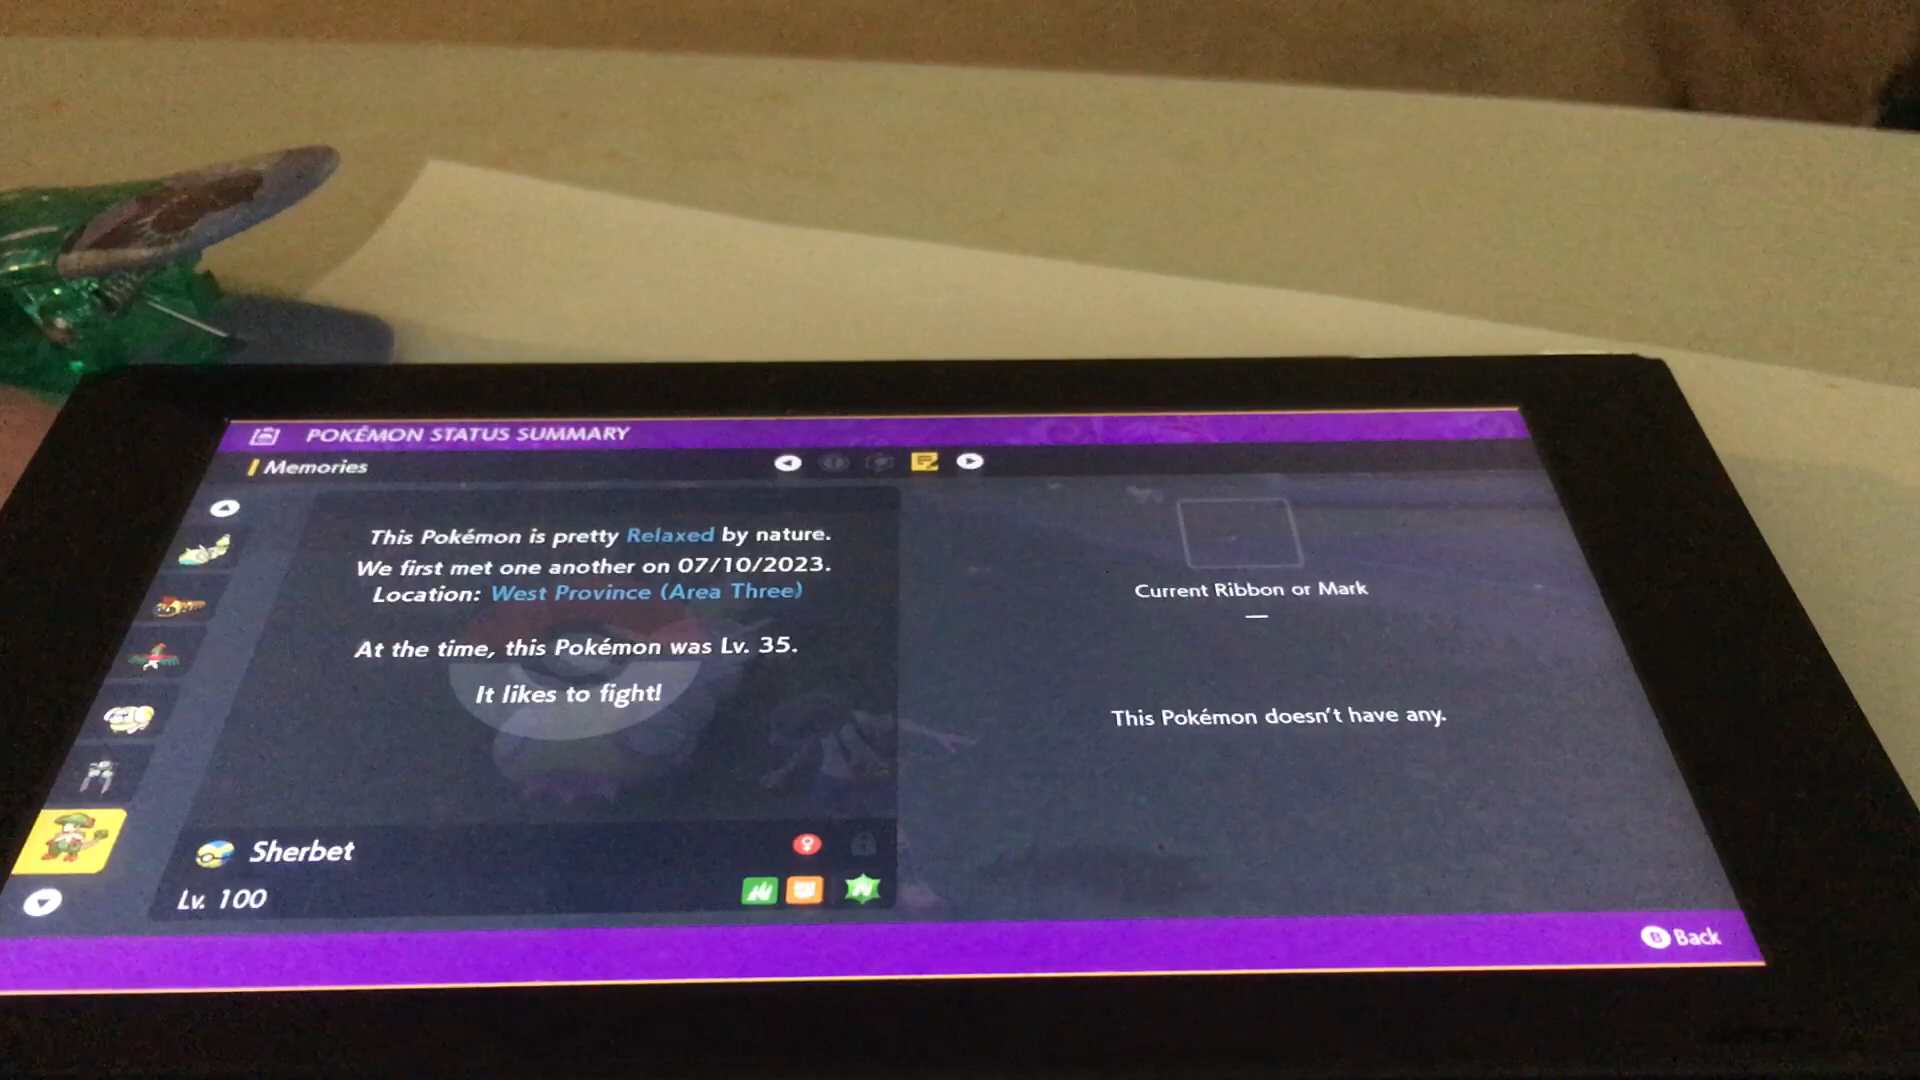 POKÉMON STATUS SUMMARY
Memories
This Pokémon is pretty Relaxed by nature.
We first met one another on 07/10/2023.
Location: West Province (Area Three)
At the time, this Pokémon was Lv. 35.
It likes to fight!
Sherbet
Lv. 100
Current Ribbon or Mark
—
This Pokémon doesn't have any.
B Back